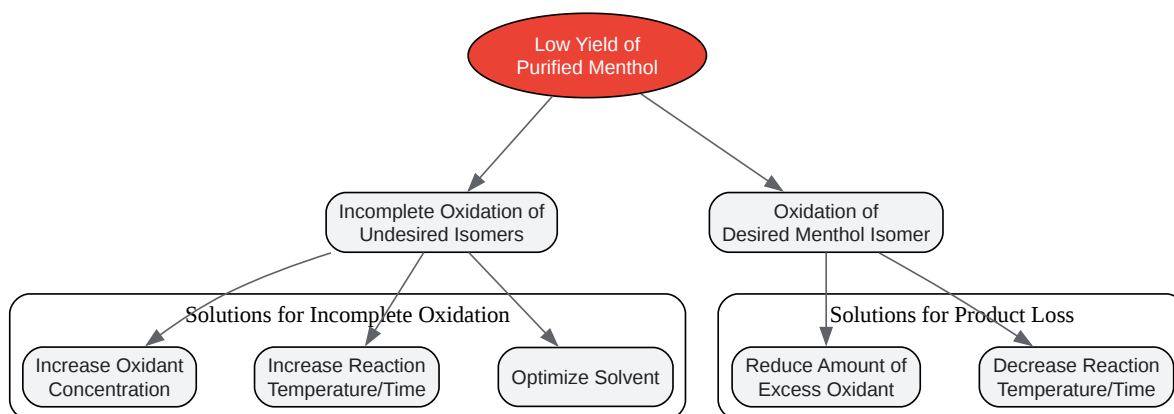 Low Yield of
Purified Menthol
Incomplete Oxidation of
Undesired Isomers
Oxidation of
Desired Menthol Isomer
Solutions for Incomplete Oxidation
Increase Oxidant
Concentration
Increase Reaction
Temperature/Time
Optimize Solvent
Solutions for Product Loss
Reduce Amount of
Excess Oxidant
Decrease Reaction
Temperature/Time